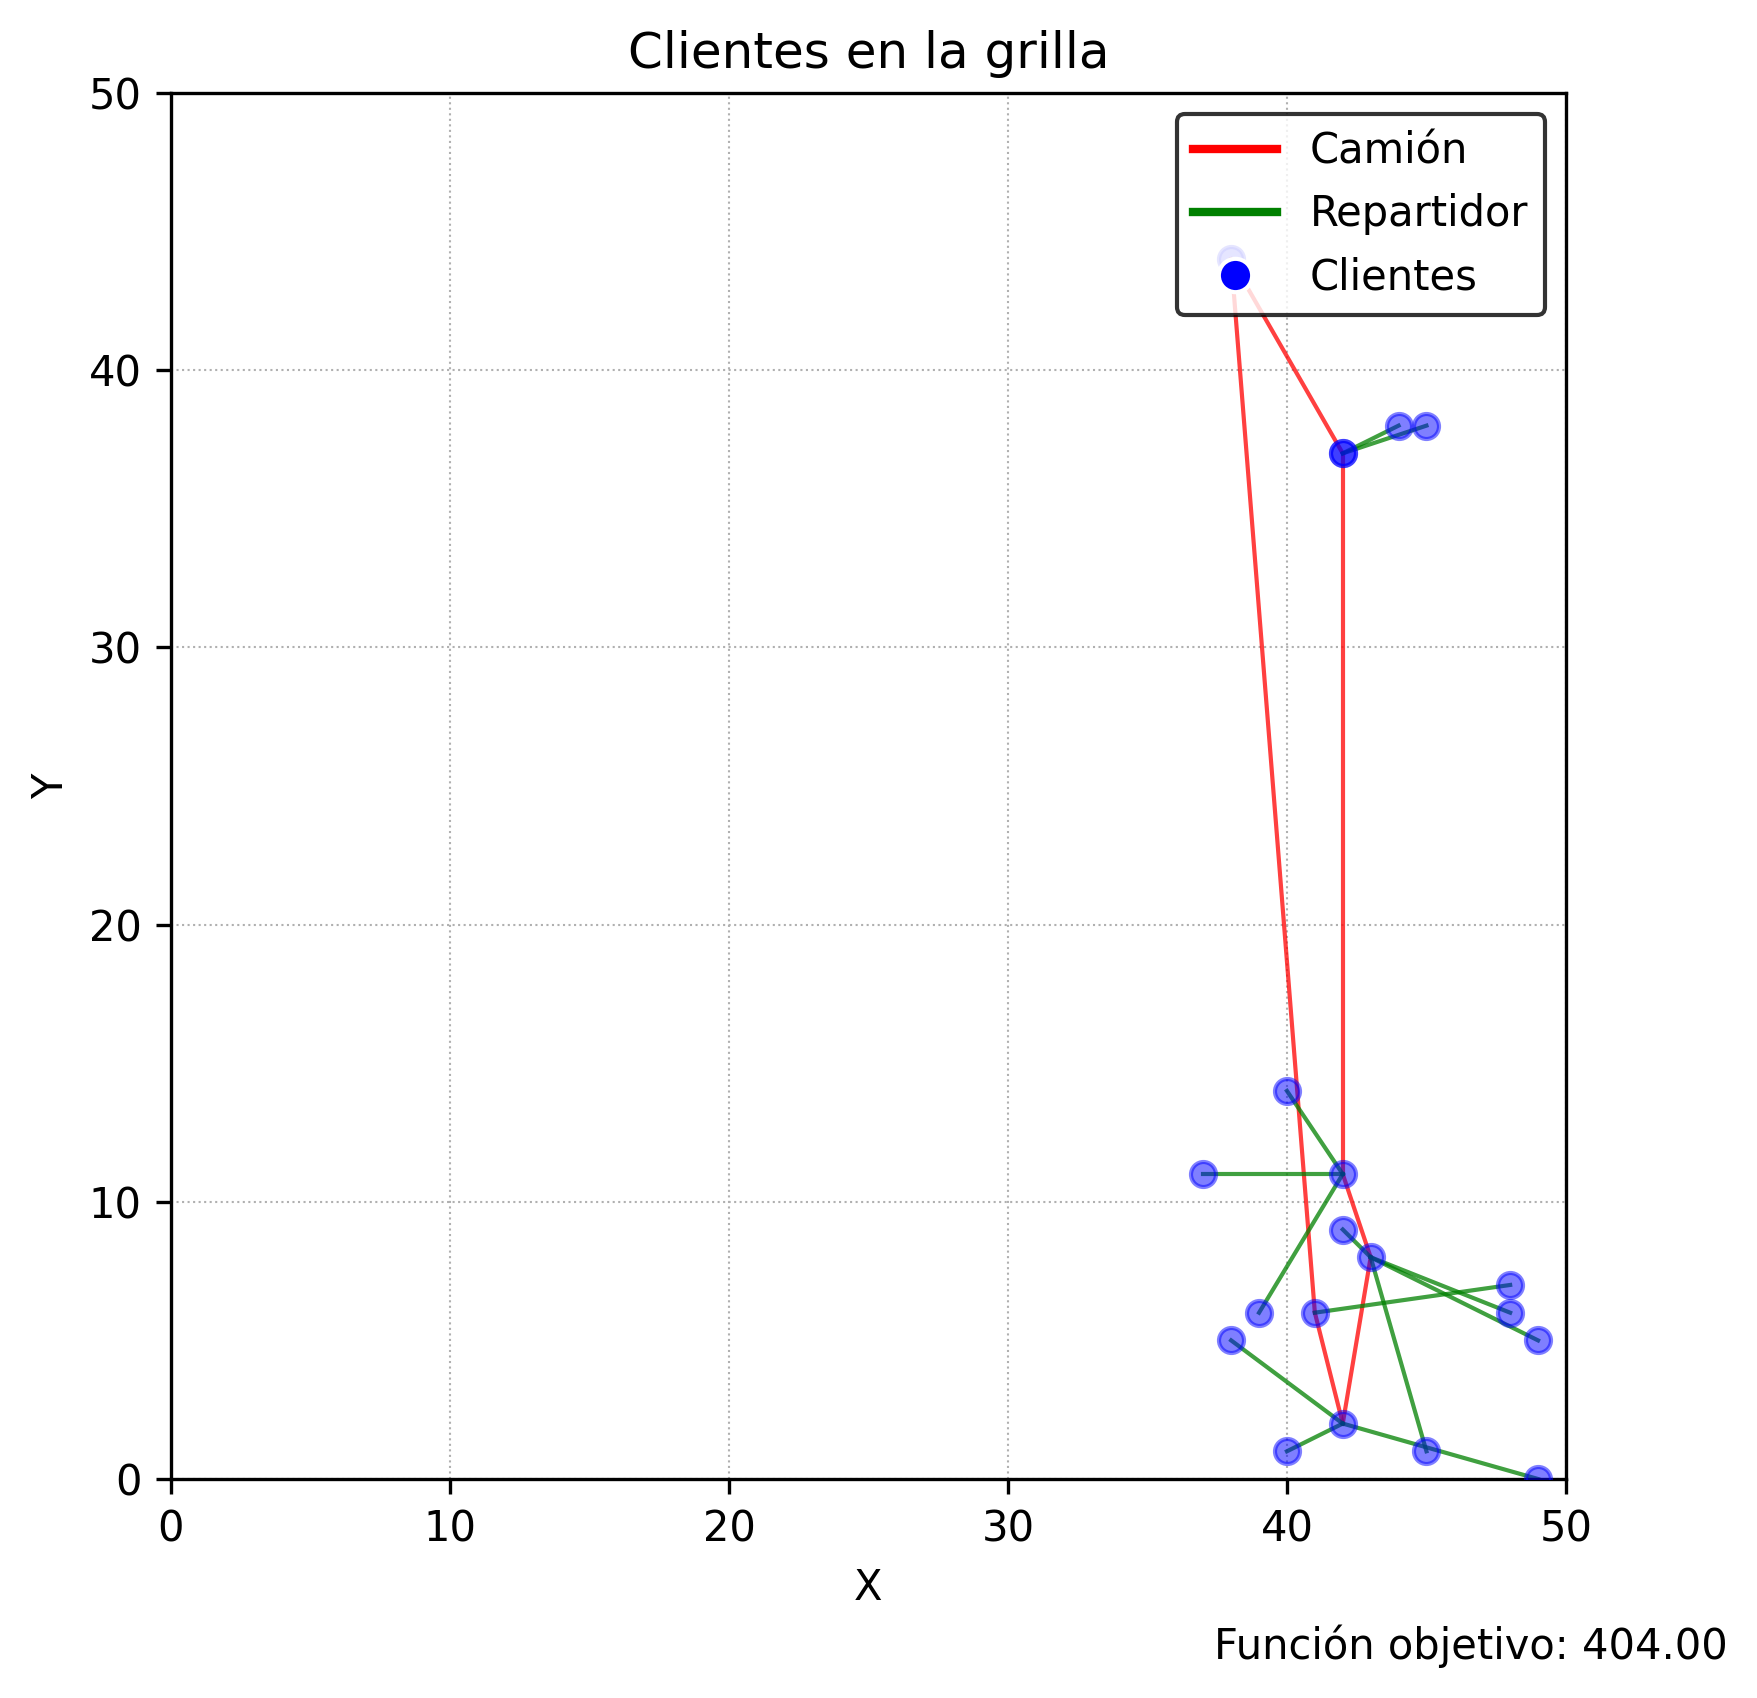 Clientes en la grilla
50
40
30
20
10
0
Y
Camión
Repartidor
Clientes
0 10 20 30 40 50
X
Función objetivo: 404.00